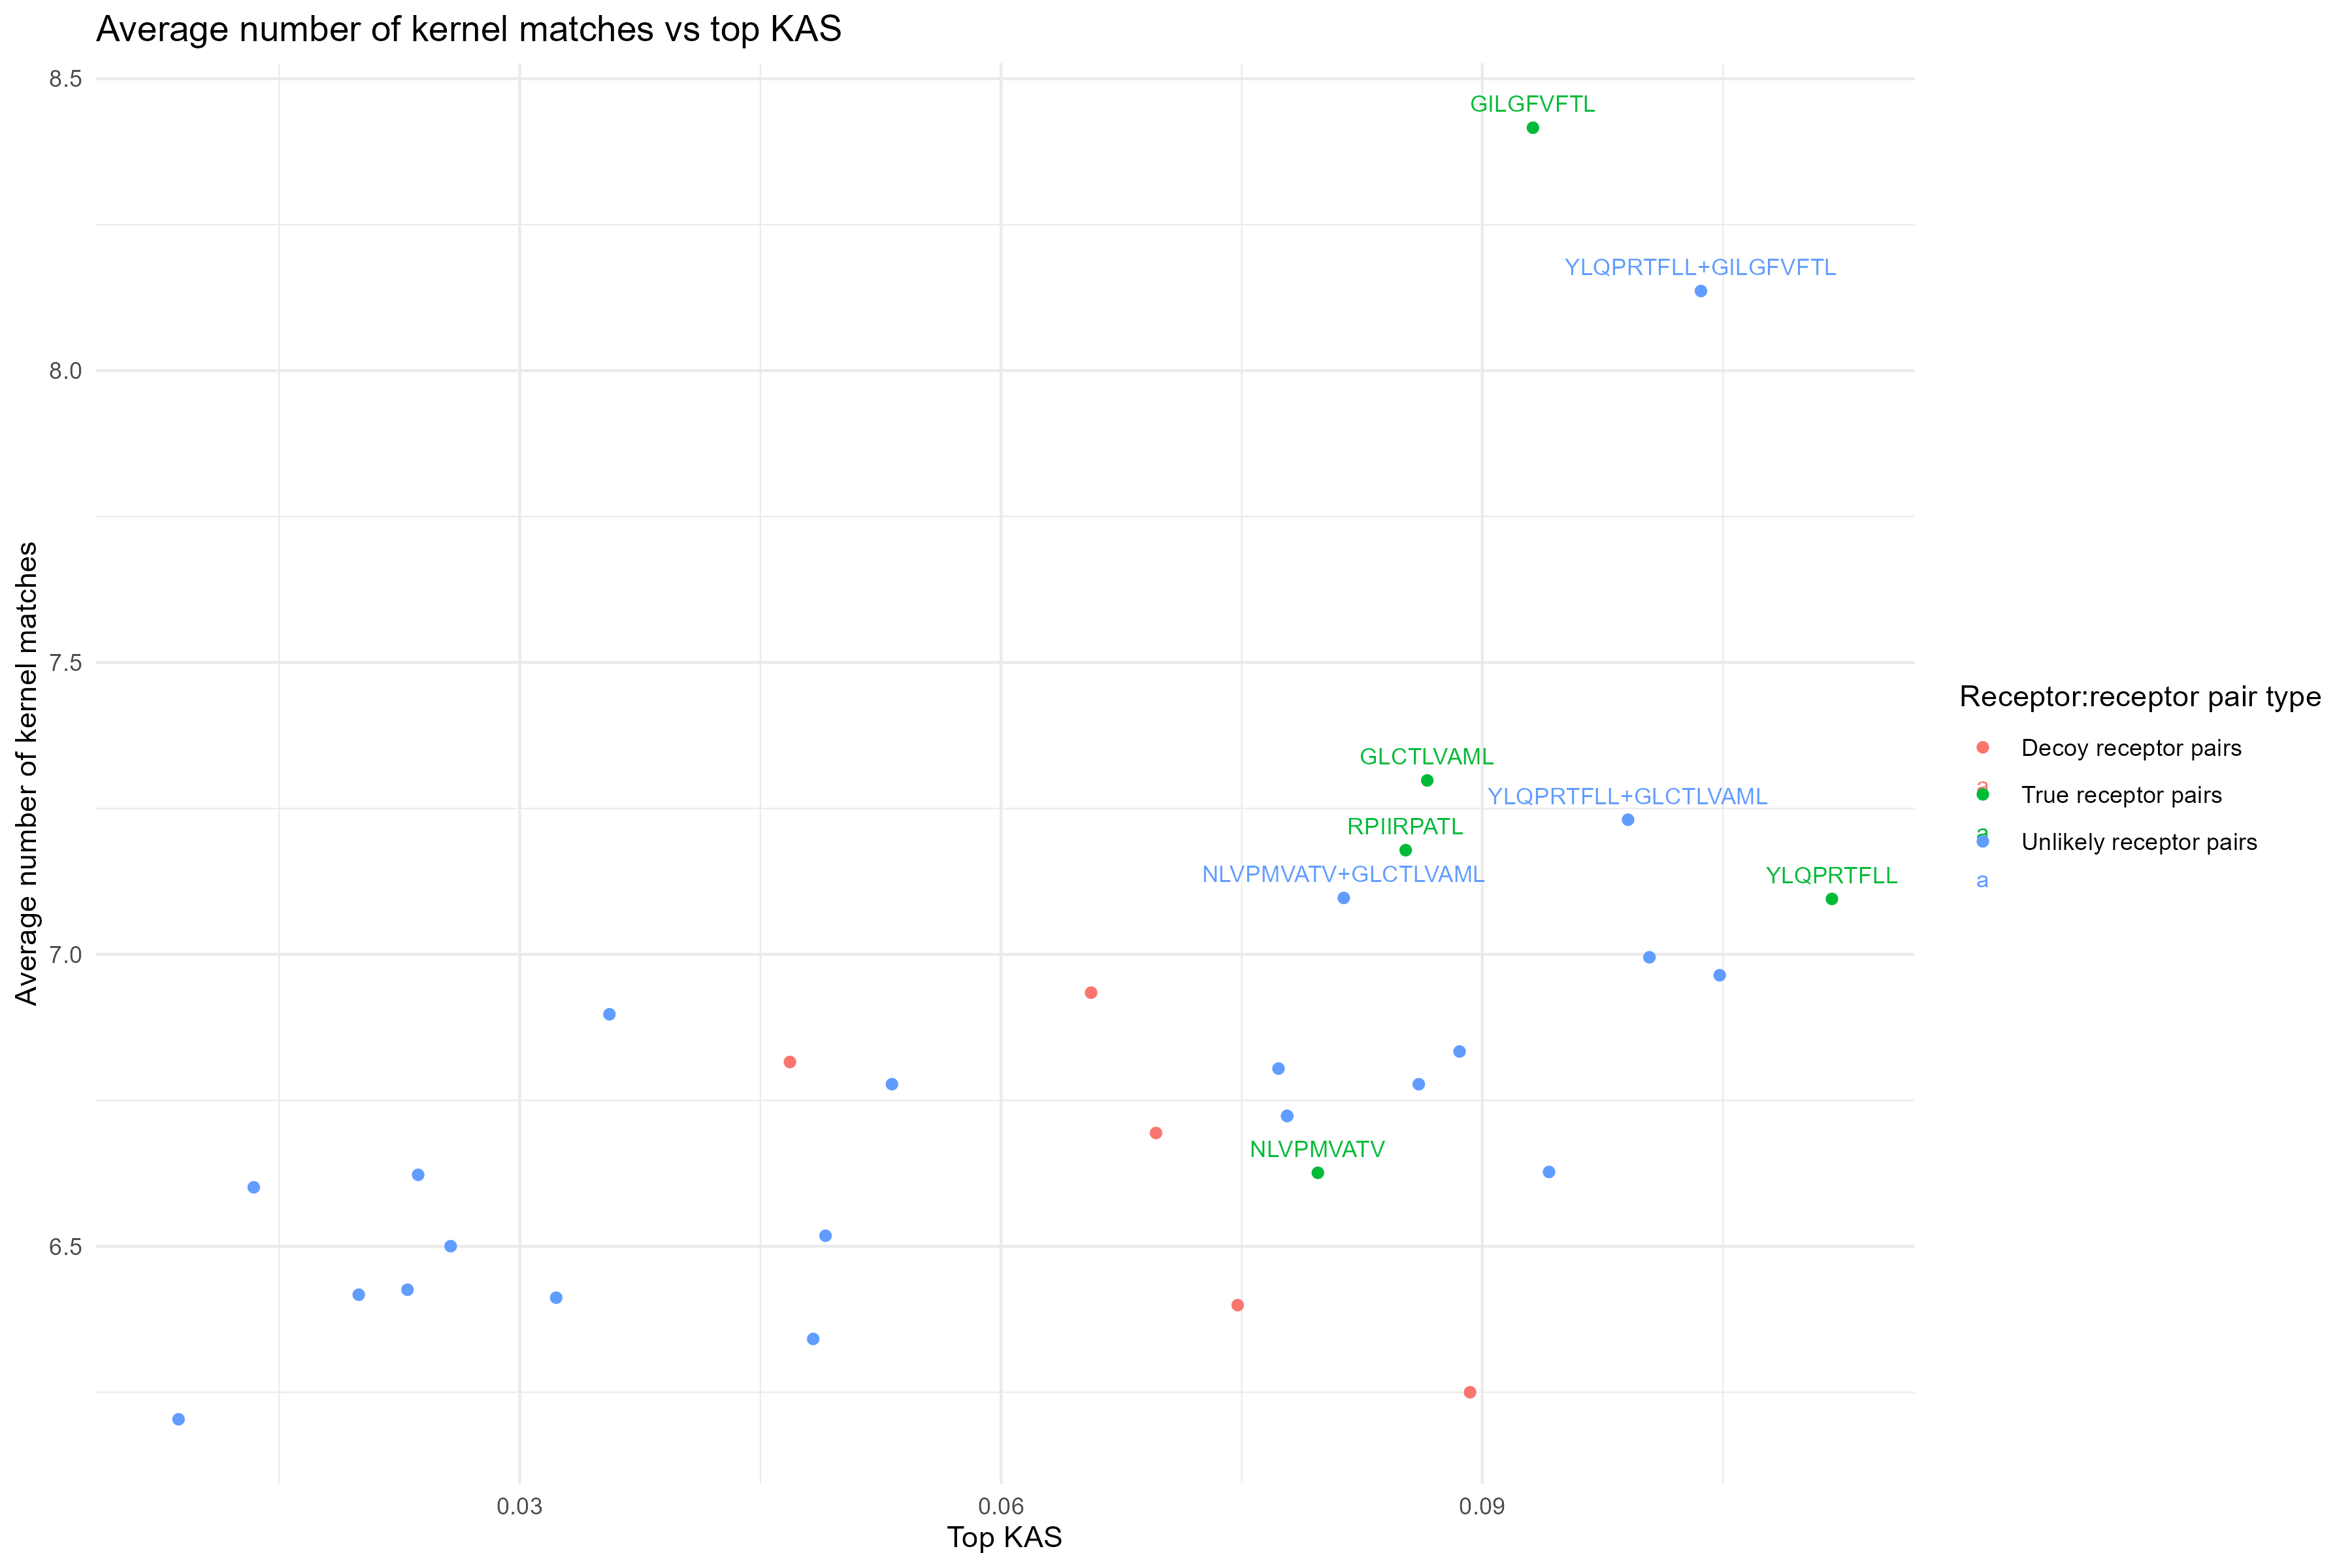 Average number of kernel matches vs top KAS
8.5
8.0
7.5
7.0
6.5
Average number of kernel matches
GILGFVFTL
YLQPRTFLL+GILGFVFTL
GLCTLVAML
YLQPRTFLL+GLCTLVAML
RPIIRPATL
NLVPMVATV+GLCTLVAML
YLQPRTFLL
NLVPMVATV
0.03
0.06
0.09
Top KAS
Receptor:receptor pair type
Decoy receptor pairs
a
True receptor pairs
a
Unlikely receptor pairs
a